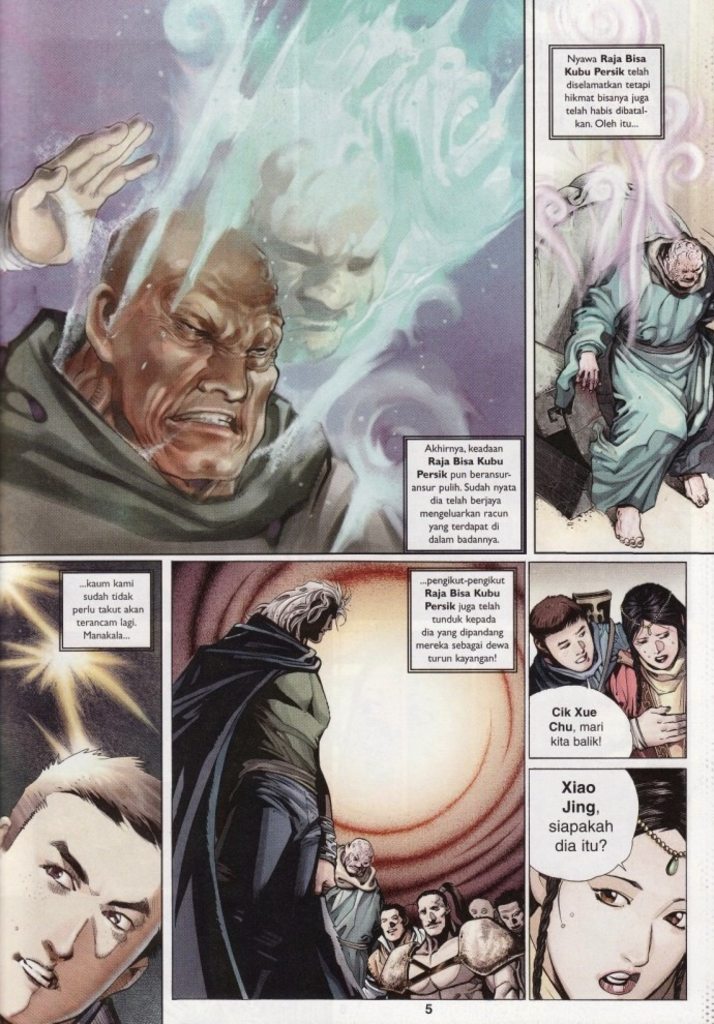 Akhirnya, keadaan
Raja Bisa Kubu
Persik pun beransur-
ansur pulih. Sudah nyata
dia telah berjaya
mengeluarkan racun
yang terdapat di
dalam badannya.
Nyawa Raja Bisa
Kubu Persik telah
diselamatkan tetapi
hikmat bisanya juga
telah habis dibatal-
kan. Oleh itu...
...kaum kami
sudah tidak
perlu takut akan
terancam lagi.
Manakala...
...pengikut-pengikut
Raja Bisa Kubu
Persik juga telah
tunduk kepada
dia yang dipandang
mereka sebagai dewa
turun kayangan!
Cik Xue
Chu, mari
kita balik!
Xiao
Jing,
siapakah
dia itu?
5